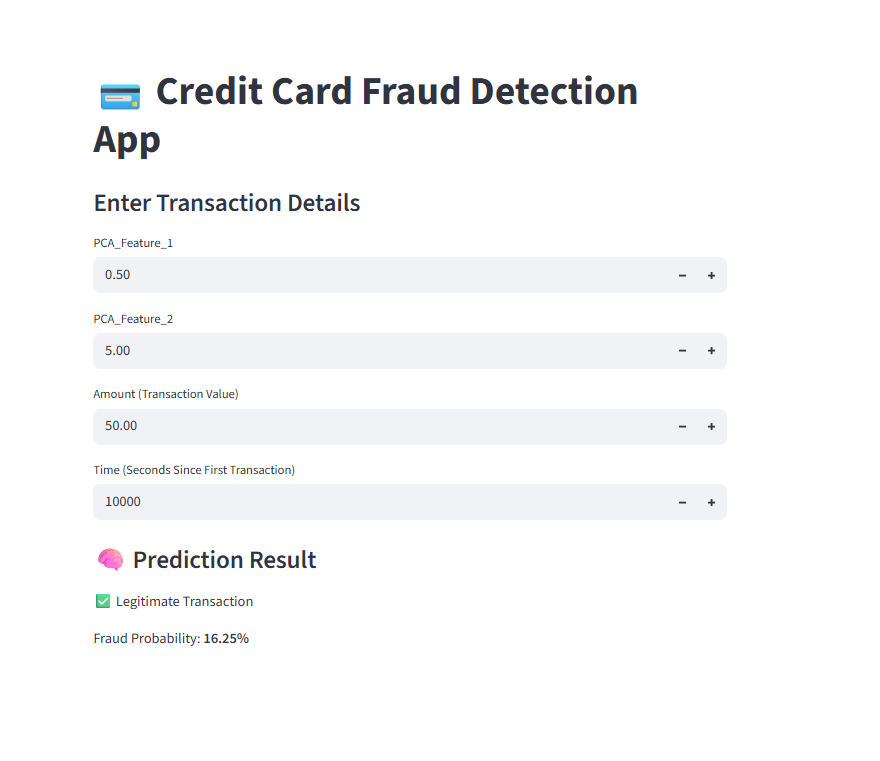 💳 Credit Card Fraud Detection
App
Enter Transaction Details
PCA_Feature_1
0.50 − +
PCA_Feature_2
5.00 − +
Amount (Transaction Value)
50.00 − +
Time (Seconds Since First Transaction)
10000 − +
🧠 Prediction Result
✅ Legitimate Transaction
Fraud Probability: 16.25%